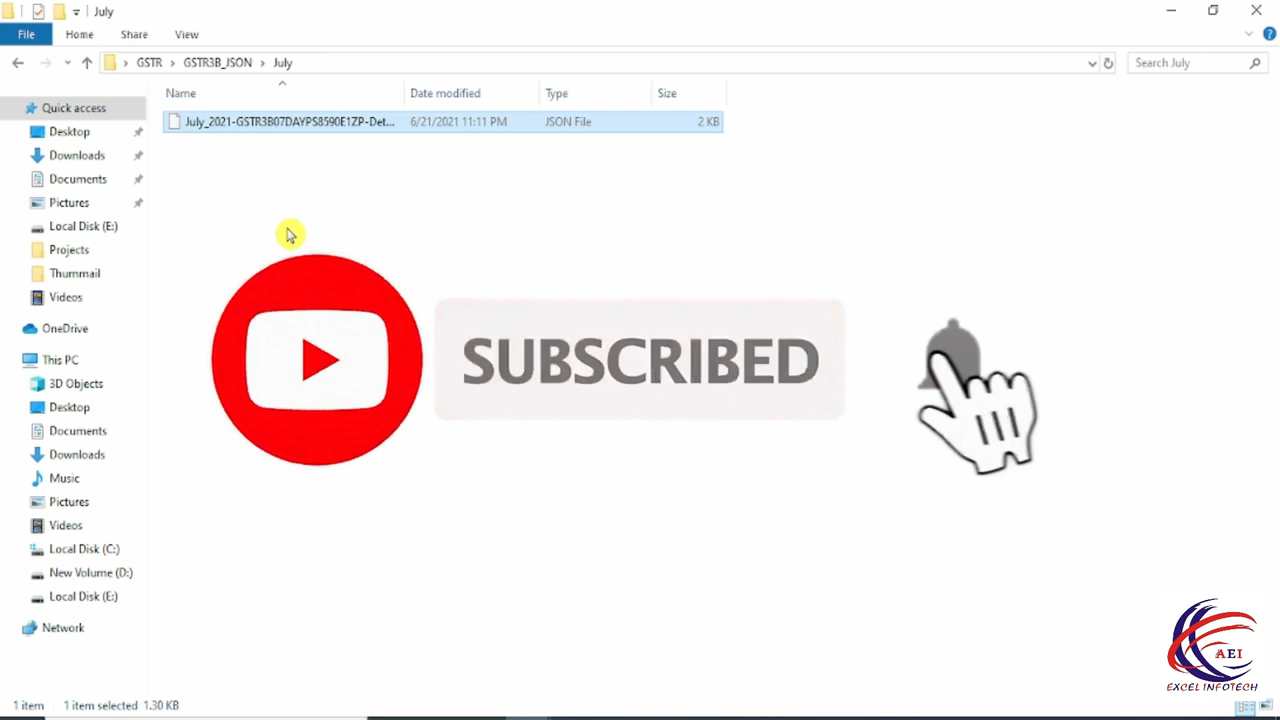 July
File
Home
Share
View
GSTR
GSTR3B_JSON
July
Search July
Name
Date modified
Type
Size
July_2021-GSTR3B07DAYPS8590E1ZP-Det...
6/21/2021 11:11 PM
JSON File
2 KB
Quick access
Desktop
Downloads
Documents
Pictures
Local Disk (E:)
Projects
Thummail
Videos
OneDrive
This PC
3D Objects
Desktop
Documents
Downloads
Music
Pictures
Videos
Local Disk (C:)
New Volume (D:)
Local Disk (E:)
Network
SUBSCRIBED
AEI
EXCEL INFOTECH
1 item
1 item selected 1.30 KB